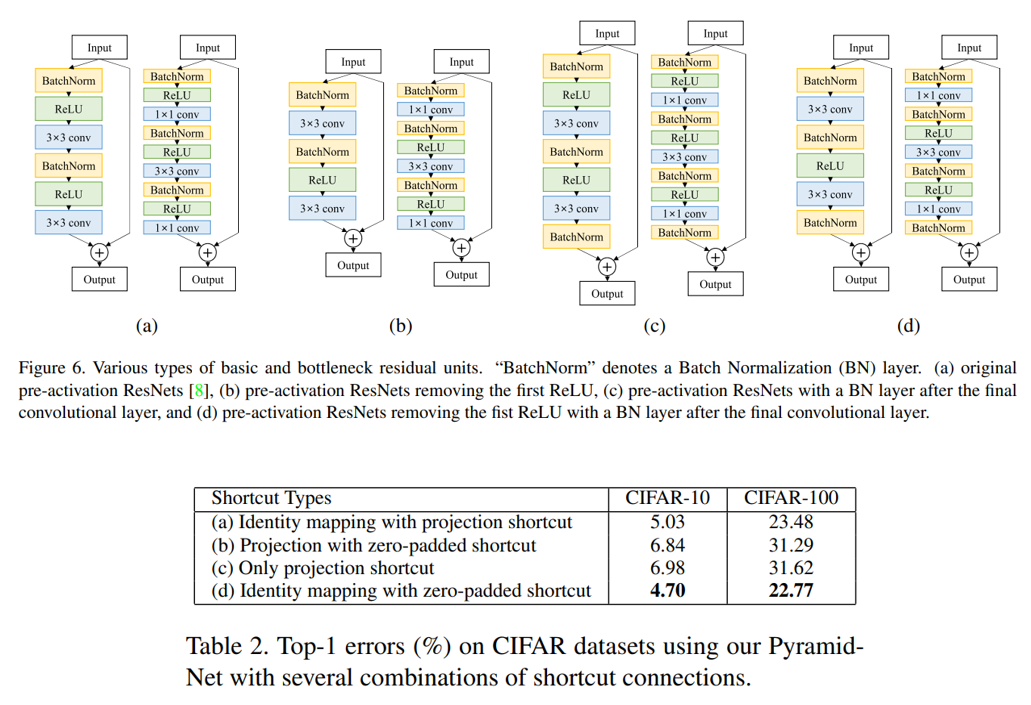 Input
BatchNorm
ReLU
3×3 conv
BatchNorm
ReLU
3×3 conv
+
Output
Input
BatchNorm
ReLU
1×1 conv
BatchNorm
ReLU
3×3 conv
BatchNorm
ReLU
1×1 conv
+
Output
(a)
Input
BatchNorm
3×3 conv
BatchNorm
ReLU
3×3 conv
+
Output
Input
BatchNorm
1×1 conv
BatchNorm
ReLU
3×3 conv
BatchNorm
ReLU
1×1 conv
+
Output
(b)
Input
BatchNorm
ReLU
3×3 conv
BatchNorm
ReLU
3×3 conv
BatchNorm
+
Output
Input
BatchNorm
ReLU
1×1 conv
BatchNorm
ReLU
3×3 conv
BatchNorm
ReLU
1×1 conv
BatchNorm
+
Output
(c)
Input
BatchNorm
3×3 conv
BatchNorm
ReLU
3×3 conv
BatchNorm
+
Output
Input
BatchNorm
1×1 conv
BatchNorm
ReLU
3×3 conv
BatchNorm
ReLU
1×1 conv
BatchNorm
+
Output
(d)
Figure 6. Various types of basic and bottleneck residual units. “BatchNorm” denotes a Batch Normalization (BN) layer. (a) original
pre-activation ResNets [8], (b) pre-activation ResNets removing the first ReLU, (c) pre-activation ResNets with a BN layer after the final
convolutional layer, and (d) pre-activation ResNets removing the fist ReLU with a BN layer after the final convolutional layer.
Shortcut Types CIFAR-10 CIFAR-100
(a) Identity mapping with projection shortcut 5.03 23.48
(b) Projection with zero-padded shortcut 6.84 31.29
(c) Only projection shortcut 6.98 31.62
(d) Identity mapping with zero-padded shortcut 4.70 22.77
Table 2. Top-1 errors (%) on CIFAR datasets using our Pyramid-
Net with several combinations of shortcut connections.